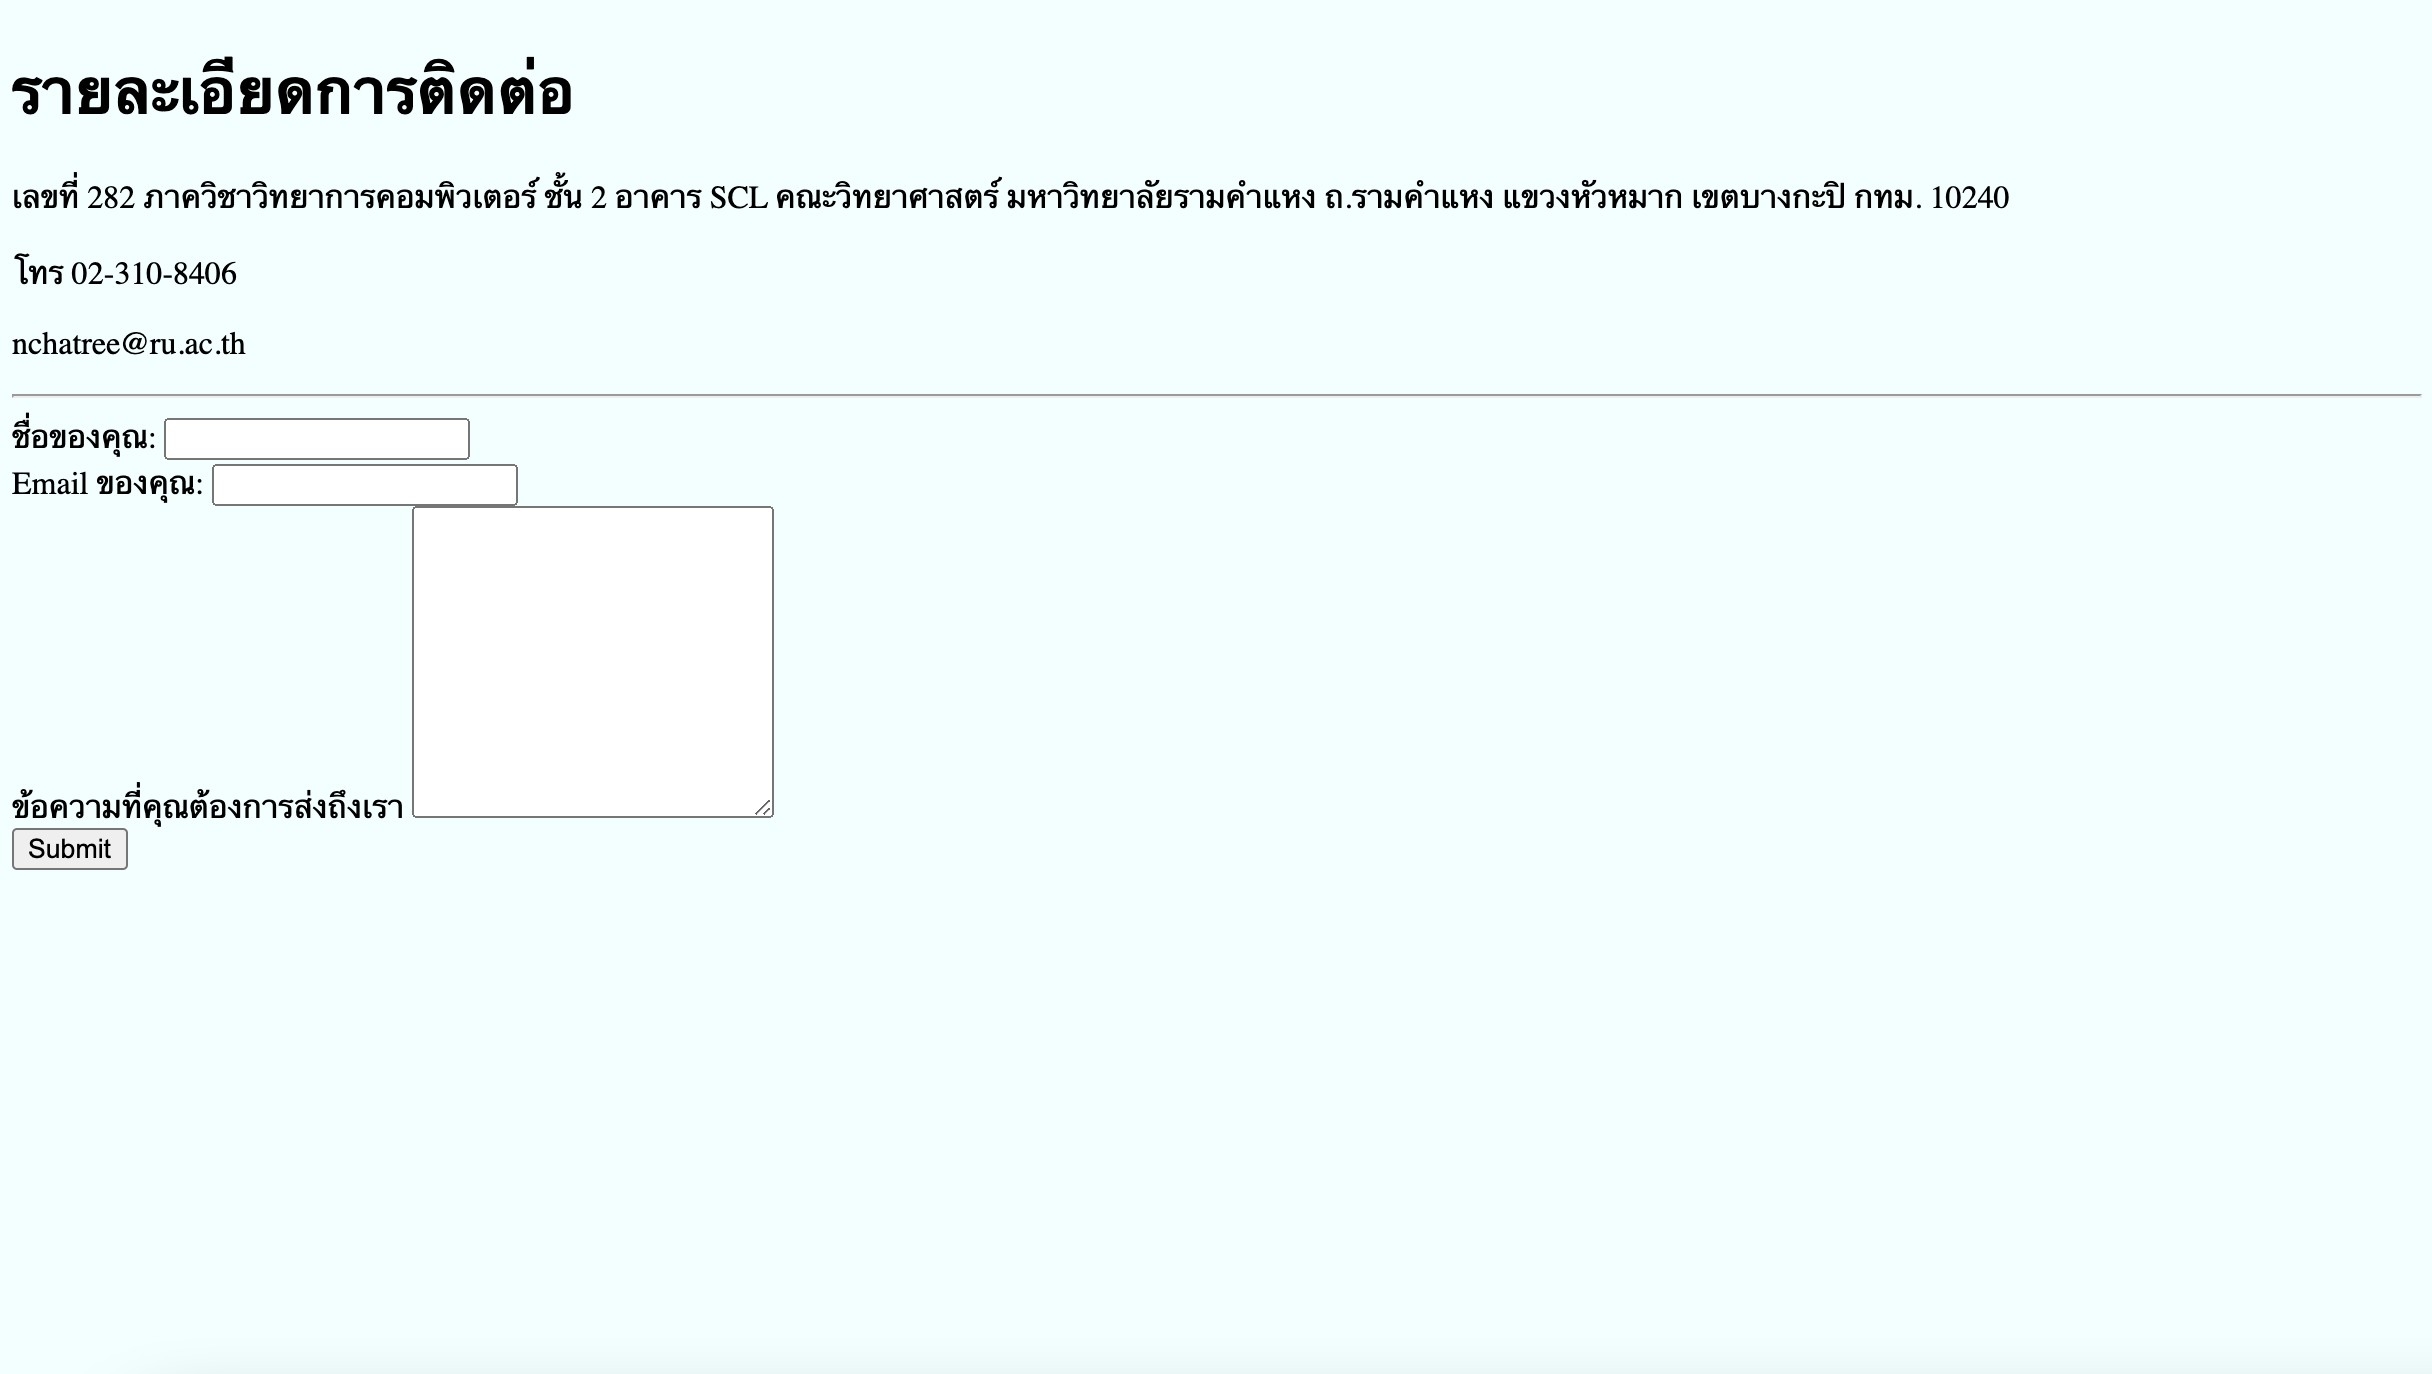 รายละเอียดการติดต่อ
เลขที่ 282 ภาควิชาวิทยาการคอมพิวเตอร์ ชั้น 2 อาคาร SCL คณะวิทยาศาสตร์ มหาวิทยาลัยรามคำแหง ถ.รามคำแหง แขวงหัวหมาก เขตบางกะปิ กทม. 10240
โทร 02-310-8406
nchatree@ru.ac.th
ชื่อของคุณ:
Email ของคุณ:
ข้อความที่คุณต้องการส่งถึงเรา
Submit